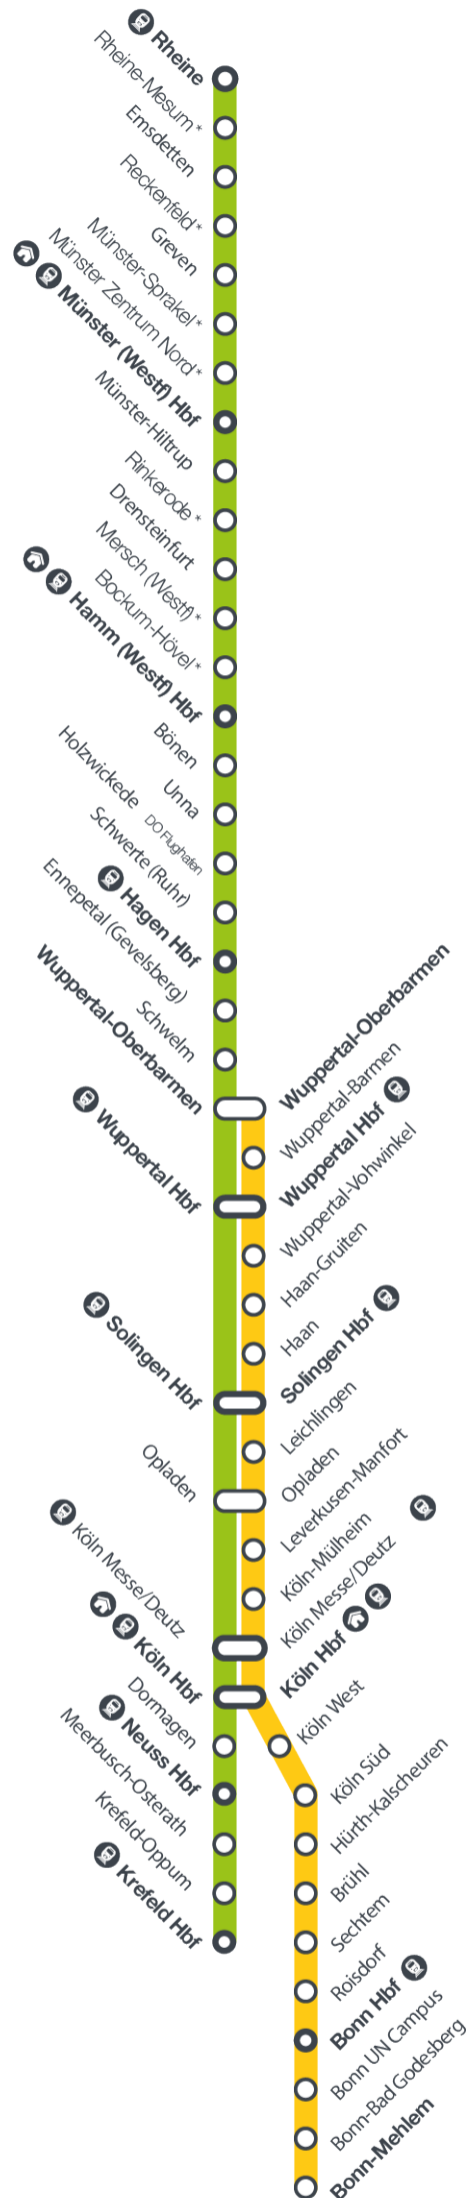 Rheine
Rheine-Mesum *
Emsdetten
Reckenfeld *
Greven
Münster-Sprakel *
Münster Zentrum Nord *
Münster (Westf) Hbf
Münster-Hiltrup
Rinkerode *
Drensteinfurt
Mersch (Westf) *
Bockum-Hövel *
Hamm (Westf) Hbf
Bönen
Unna
Holzwickede
DO Flughafen
Schwerte (Ruhr)
Hagen Hbf
Ennepetal (Gevelsberg)
Schwelm
Wuppertal-Oberbarmen
Wuppertal Hbf
Solingen Hbf
Opladen
Köln Messe/Deutz
Köln Hbf
Dormagen
Neuss Hbf
Meerbusch-Osterath
Krefeld-Oppum
Krefeld Hbf
Wuppertal-Oberbarmen
Wuppertal-Barmen
Wuppertal Hbf
Wuppertal-Vohwinkel
Haan-Gruiten
Haan
Solingen Hbf
Leichlingen
Opladen
Leverkusen-Manfort
Köln-Mülheim
Köln Messe/Deutz
Köln Hbf
Köln West
Köln Süd
Hürth-Kalscheuren
Brühl
Sechtem
Roisdorf
Bonn Hbf
Bonn UN Campus
Bonn-Bad Godesberg
Bonn-Mehlem